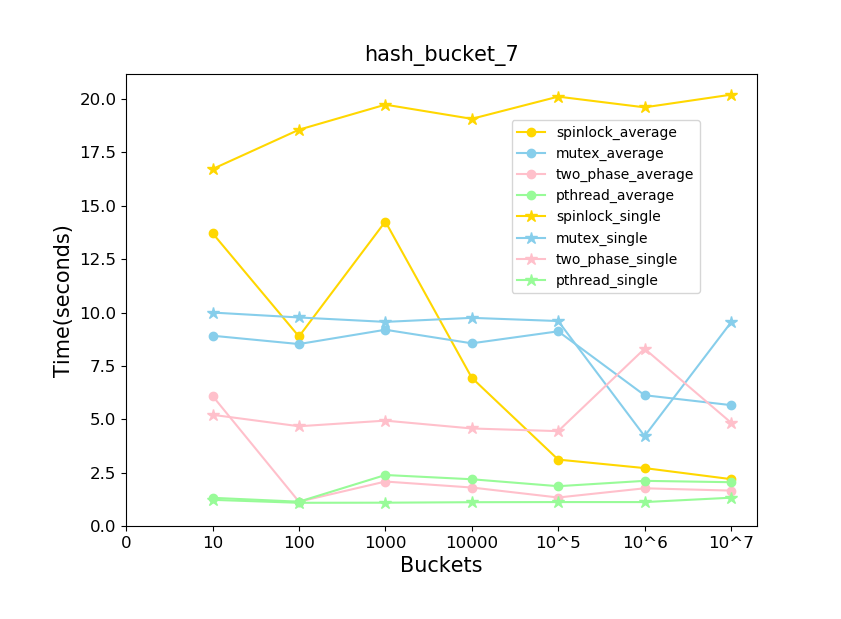 hash_bucket_7
Time(seconds)
20.0
17.5
15.0
12.5
10.0
7.5
5.0
2.5
0.0
spinlock_average
mutex_average
two_phase_average
pthread_average
spinlock_single
mutex_single
two_phase_single
pthread_single
0 10 100 1000 10000 10^5 10^6 10^7
Buckets